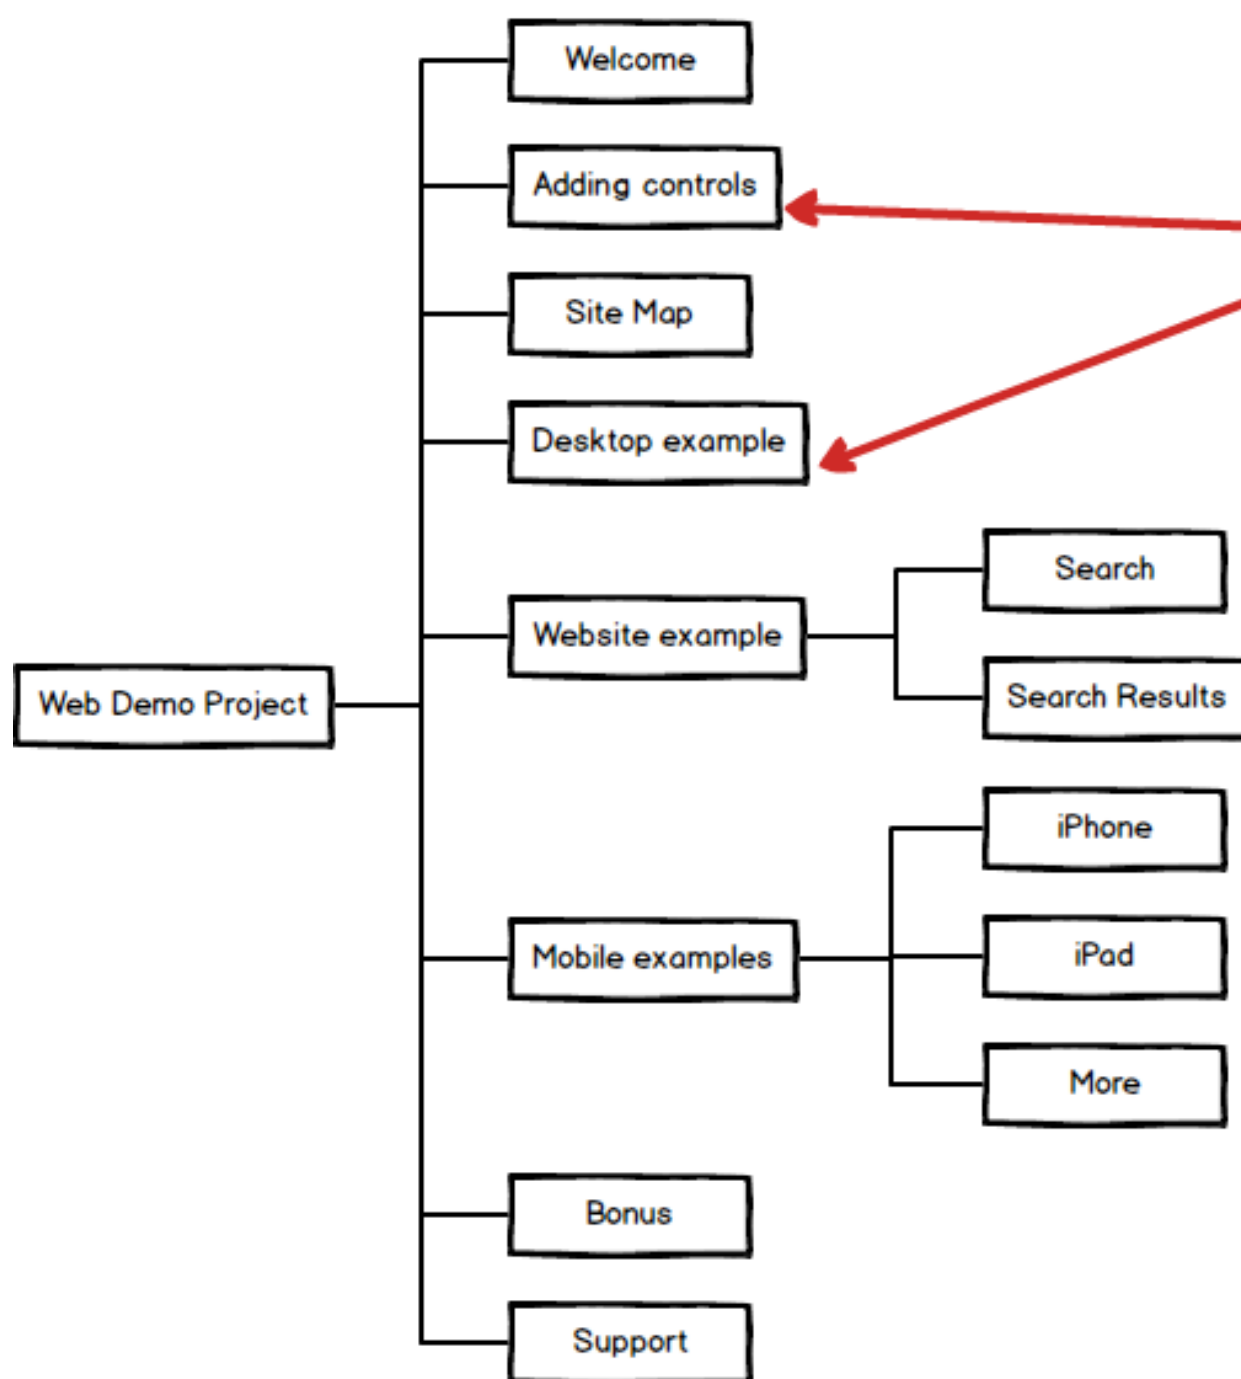 Welcome
Adding controls
Site Map
Desktop example
Search
Website example
Search Results
Web Demo Project
iPhone
Mobile examples
iPad
More
Bonus
Support